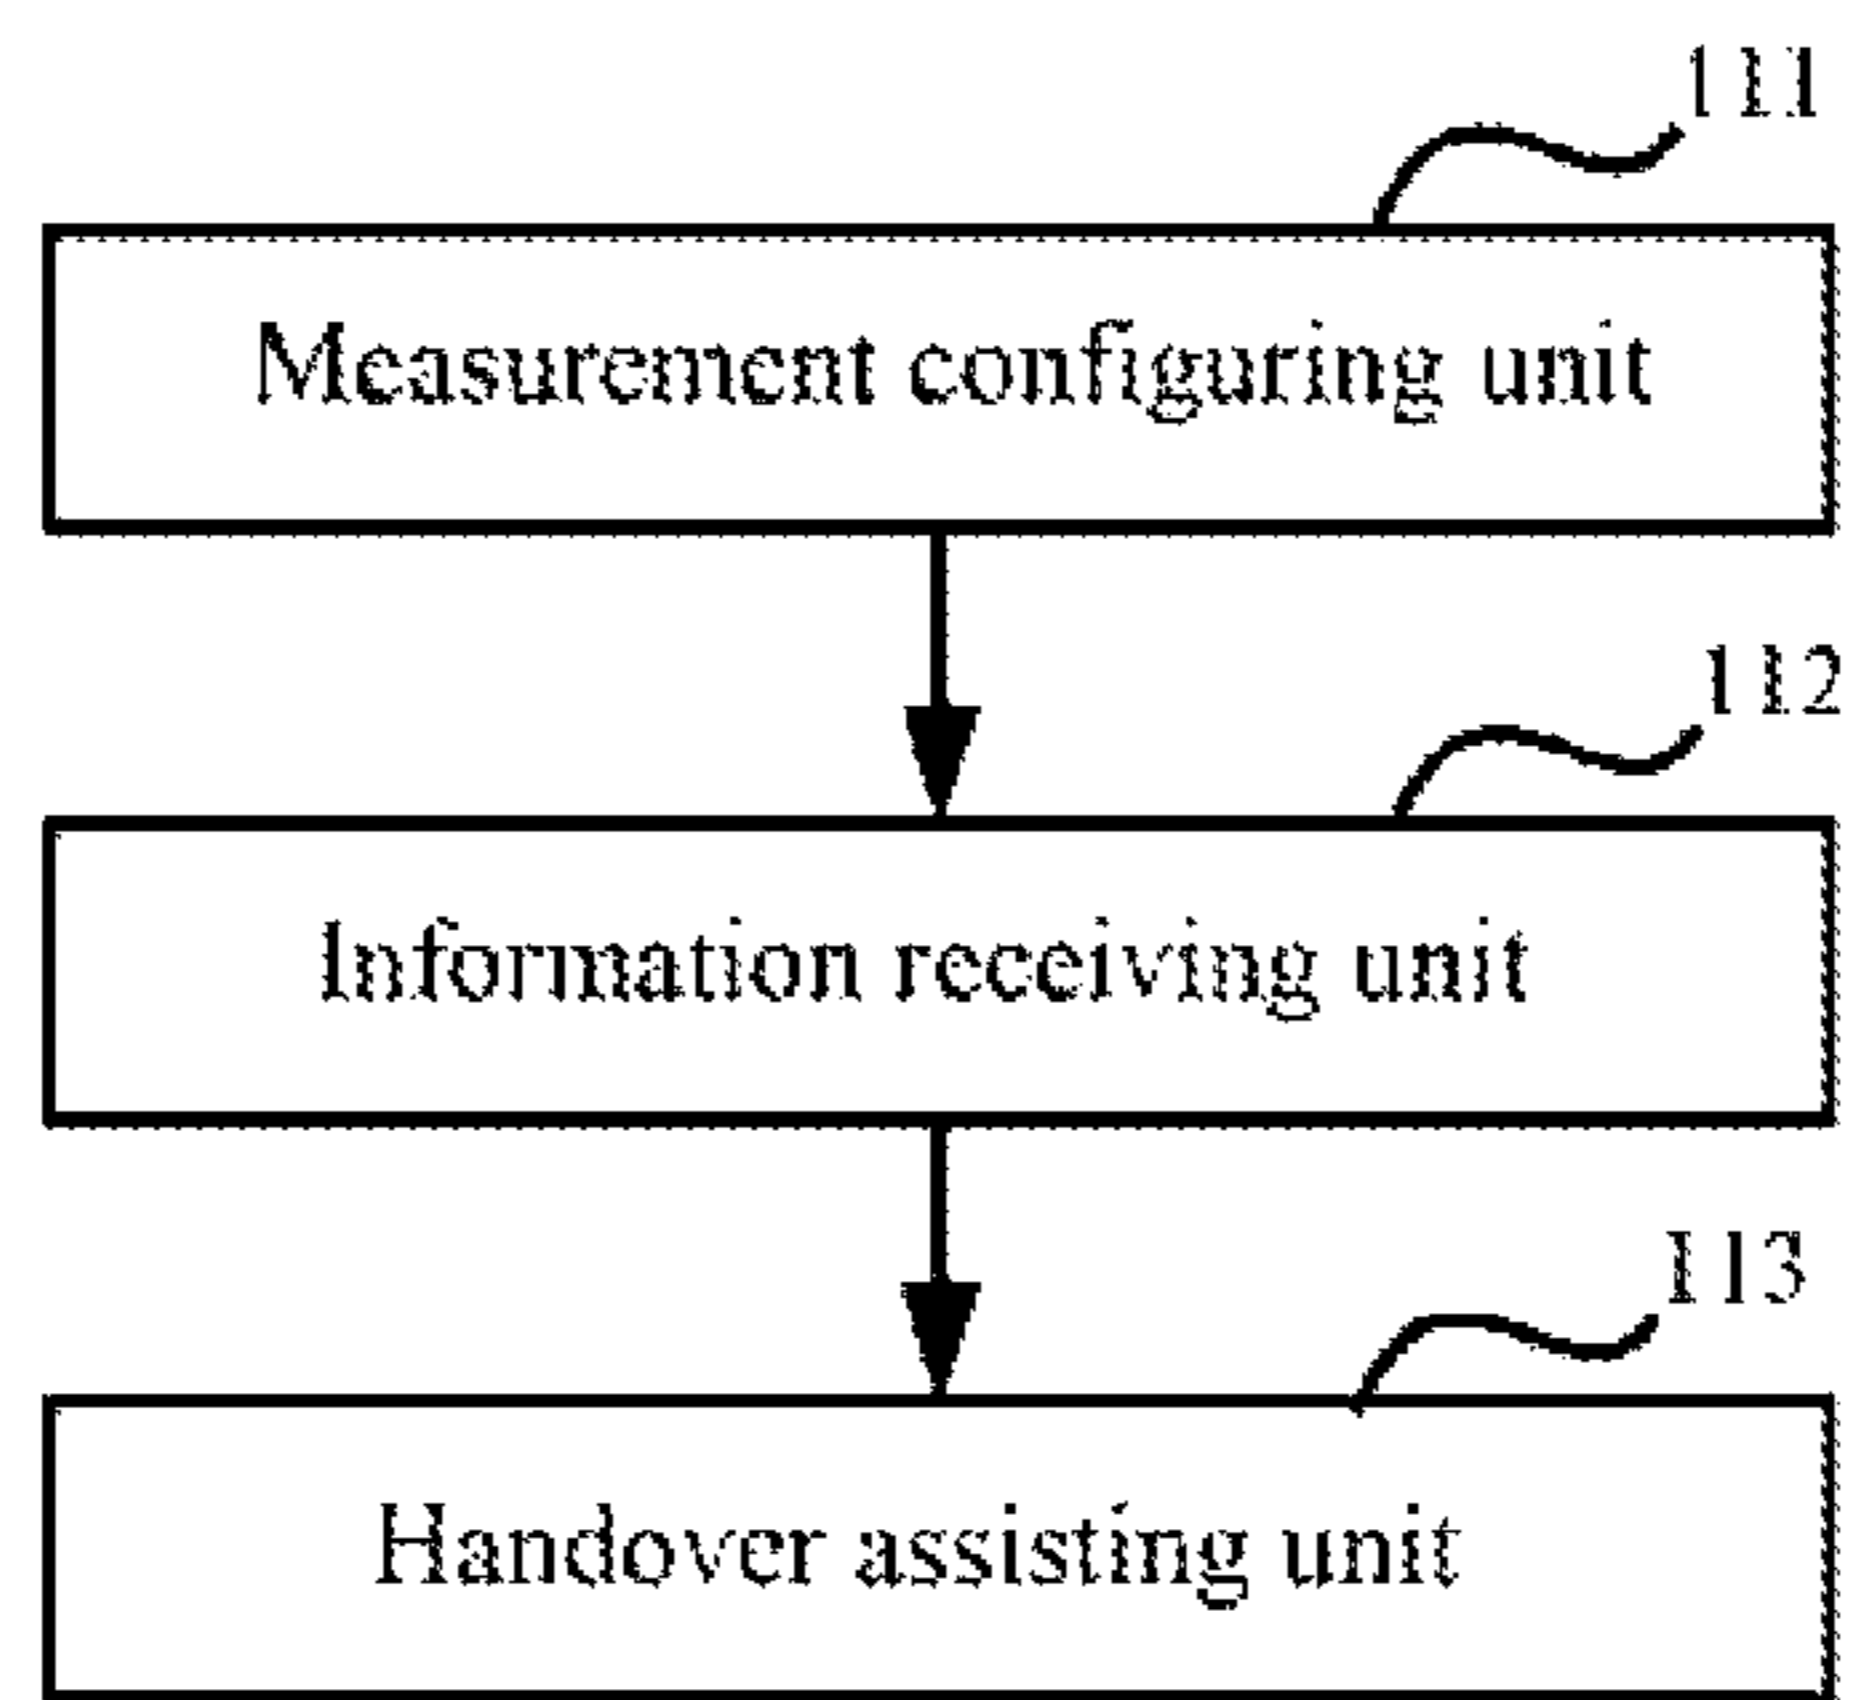 111
Measurement configuring unit
112
Information receiving unit
113
Handover assisting unit